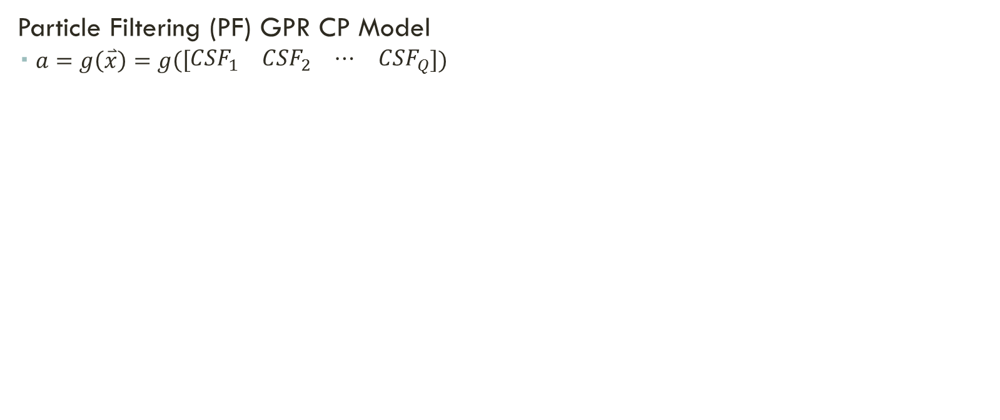 Particle Filtering (PF) GPR CP Model
▪ 𝑎 = 𝑔(𝑥⃗) = 𝑔([𝐶𝑆𝐹₁ 𝐶𝑆𝐹₂ ⋯ 𝐶𝑆𝐹_𝑄])